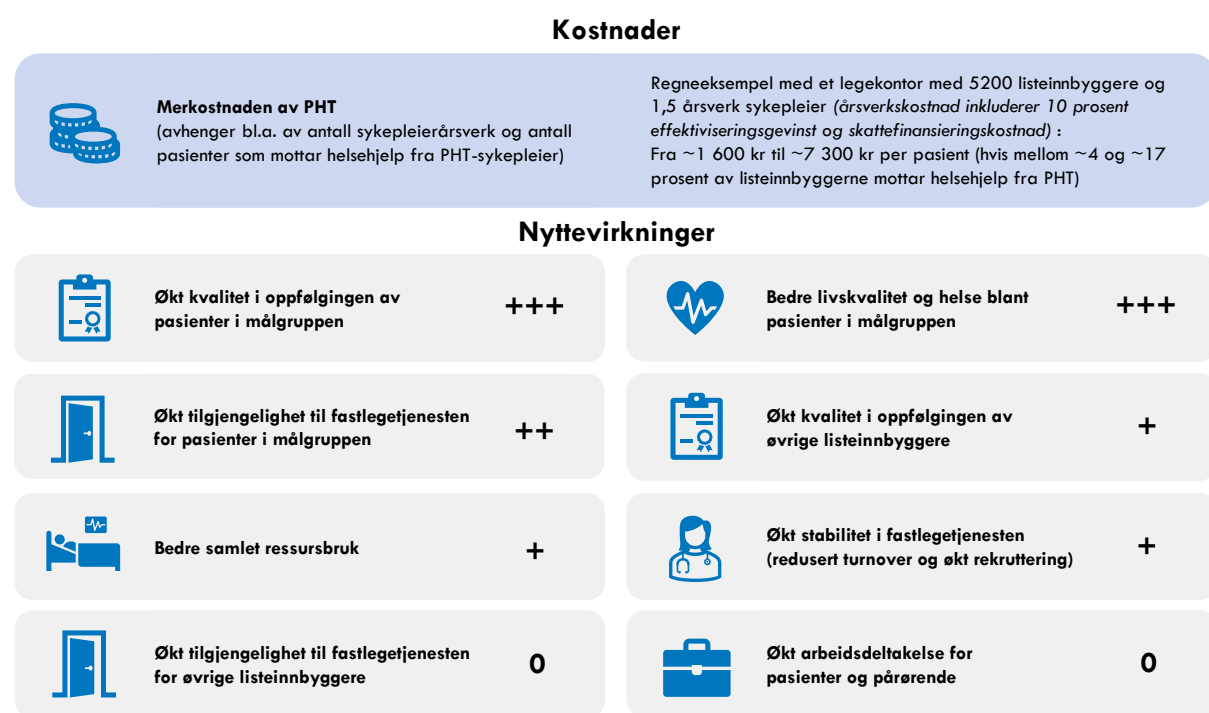 Kostnader
Merkostnaden av PHT
(avhenger bl.a. av antall sykepleierårsverk og antall
pasienter som mottar helsehjelp fra PHT-sykepleier)
Regneeksempel med et legekontor med 5200 listeinnbyggere og
1,5 årsverk sykepleier (årsverkskostnad inkluderer 10 prosent
effektiviseringsgevinst og skattefinansieringskostnad) :
Fra ~1 600 kr til ~7 300 kr per pasient (hvis mellom ~4 og ~17
prosent av listeinnbyggerne mottar helsehjelp fra PHT)
Nyttevirkninger
Økt kvalitet i oppfølgingen av
pasienter i målgruppen
+++
Bedre livskvalitet og helse blant
pasienter i målgruppen
+++
Økt tilgjengelighet til fastlegetjenesten
for pasienter i målgruppen
++
Økt kvalitet i oppfølgingen av
øvrige listeinnbyggere
+
Bedre samlet ressursbruk
+
Økt stabilitet i fastlegetjenesten
(redusert turnover og økt rekruttering)
+
Økt tilgjengelighet til fastlegetjenesten
for øvrige listeinnbyggere
0
Økt arbeidsdeltakelse for
pasienter og pårørende
0